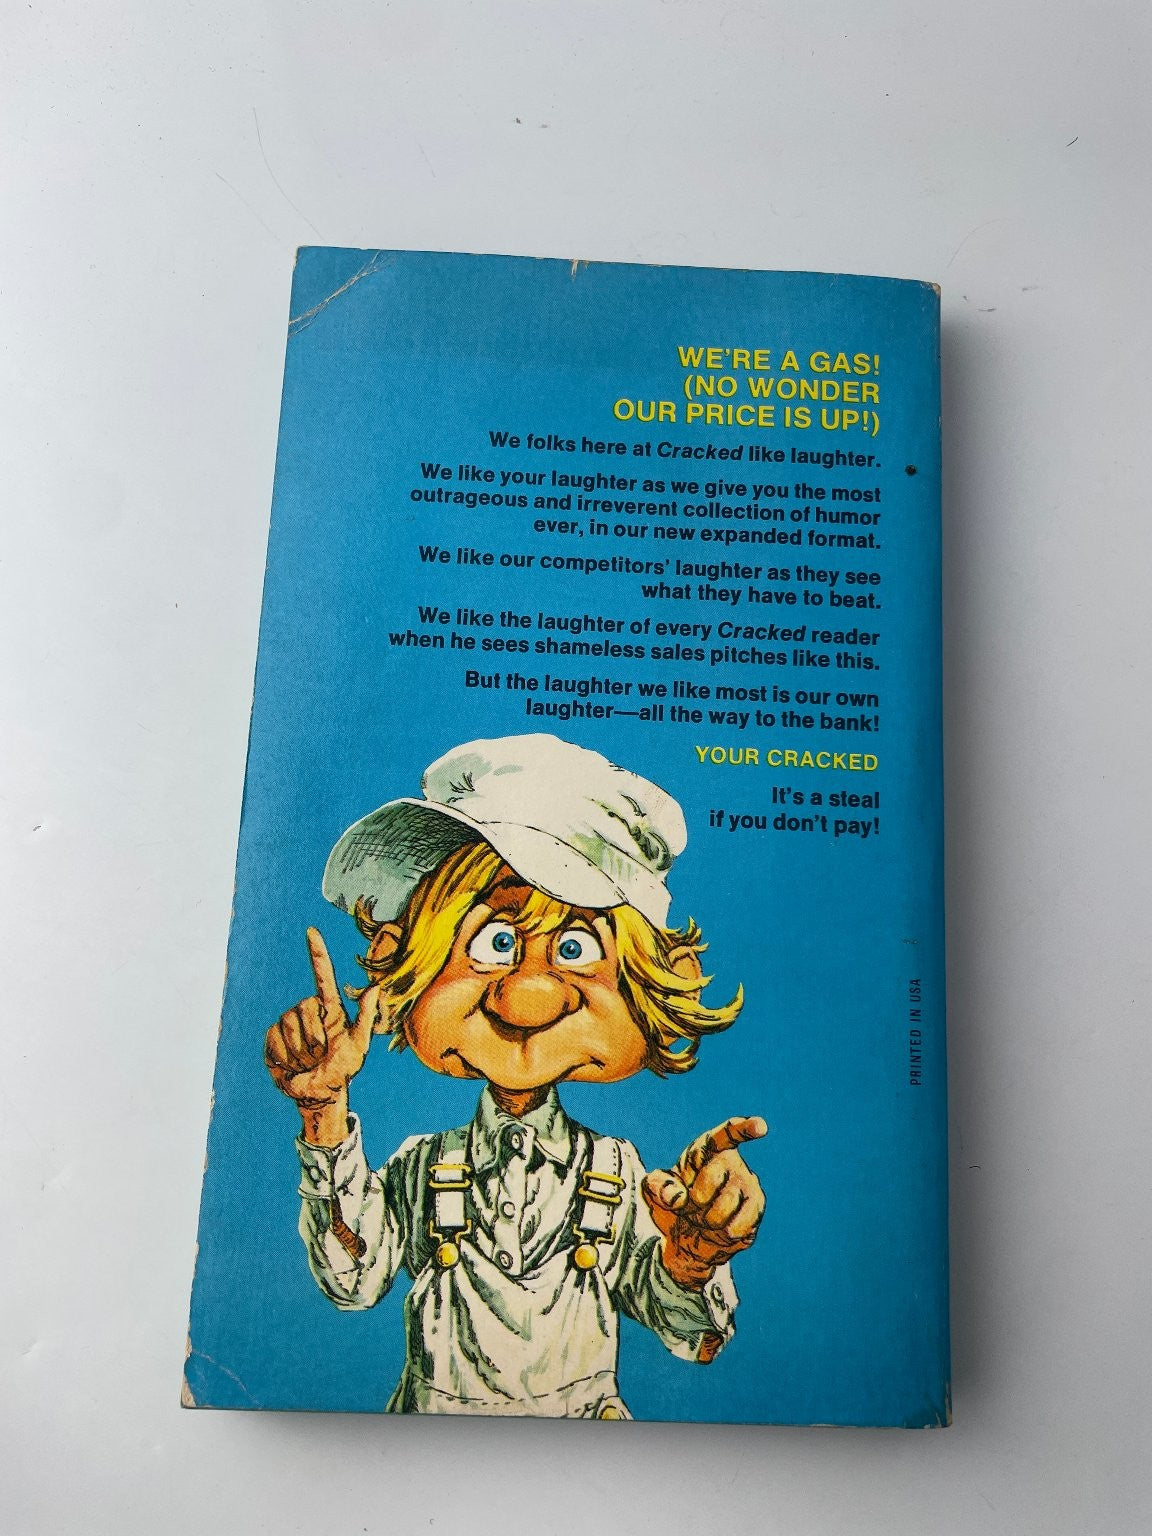 WE'RE A GAS!
(NO WONDER
OUR PRICE IS UP!)
We folks here at Cracked like laughter.
We like your laughter as we give you the most
outrageous and irreverent collection of humor
ever, in our new expanded format.
We like our competitors' laughter as they see
what they have to beat.
We like the laughter of every Cracked reader
when he sees shameless sales pitches like this.
But the laughter we like most is our own
laughter—all the way to the bank!
YOUR CRACKED
It's a steal
if you don't pay!
PRINTED IN USA